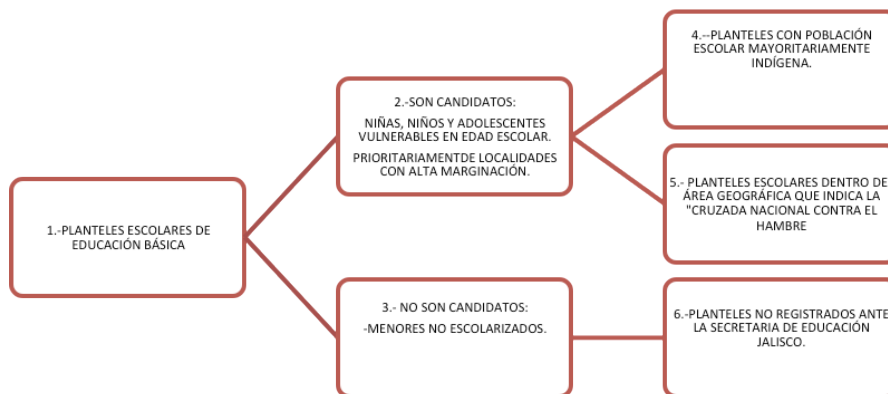 1.-PLANTELES ESCOLARES DE
EDUCACIÓN BÁSICA
2.-SON CANDIDATOS:
NIÑAS, NIÑOS Y ADOLESCENTES
VULNERABLES EN EDAD ESCOLAR.
PRIORITARIAMENTDE LOCALIDADES
CON ALTA MARGINACIÓN.
3.- NO SON CANDIDATOS:
-MENORES NO ESCOLARIZADOS.
4.--PLANTELES CON POBLACIÓN
ESCOLAR MAYORITARIAMENTE
INDÍGENA.
5.- PLANTELES ESCOLARES DENTRO DE
ÁREA GEOGRÁFICA QUE INDICA LA
"CRUZADA NACIONAL CONTRA EL
HAMBRE
6.-PLANTELES NO REGISTRADOS ANTE
LA SECRETARIA DE EDUCACIÓN
JALISCO.